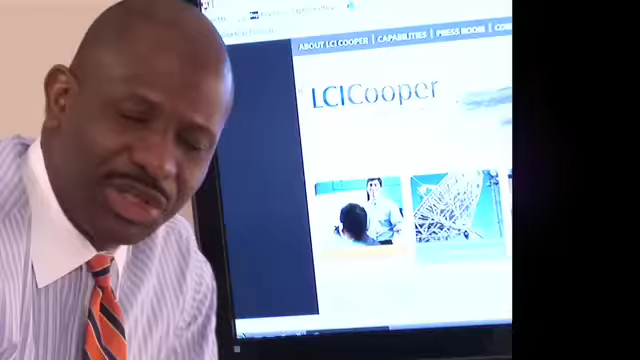 ABOUT LCI COOPER | CAPABILITIES | PRESS ROOM |
LCICooper